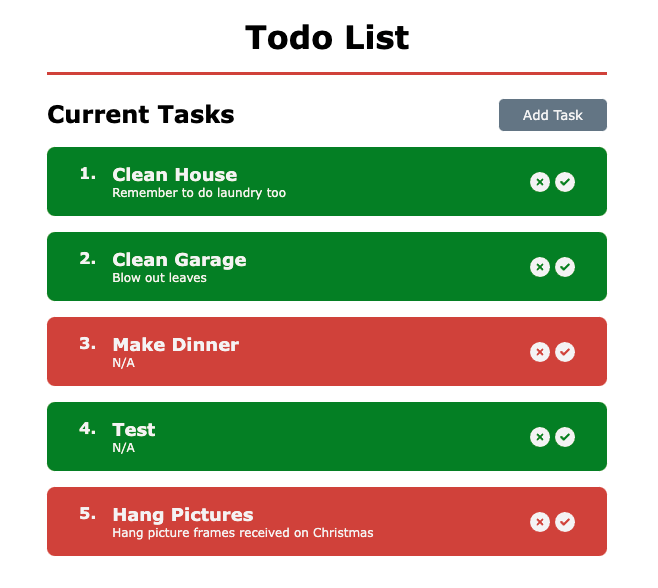 Todo List
Current Tasks
Add Task
1. Clean House
Remember to do laundry too
2. Clean Garage
Blow out leaves
3. Make Dinner
N/A
4. Test
N/A
5. Hang Pictures
Hang picture frames received on Christmas